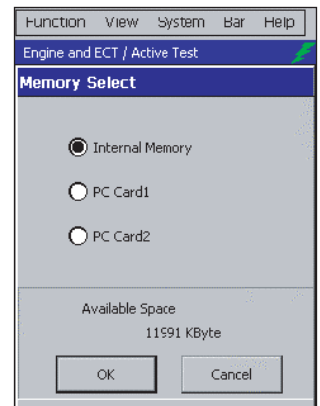 Function View System Bar Help
Engine and ECT / Active Test
Memory Select
Internal Memory
PC Card1
PC Card2
Available Space
11991 KByte
OK Cancel